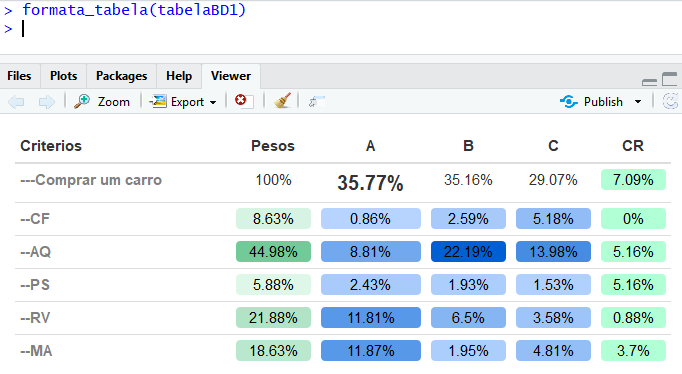 > formata_tabela(tabelaBD1)
>
Files Plots Packages Help Viewer
Zoom Export Publish
Criterios Pesos A B C CR
---Comprar um carro 100% 35.77% 35.16% 29.07% 7.09%
--CF 8.63% 0.86% 2.59% 5.18% 0%
--AQ 44.98% 8.81% 22.19% 13.98% 5.16%
--PS 5.88% 2.43% 1.93% 1.53% 5.16%
--RV 21.88% 11.81% 6.5% 3.58% 0.88%
--MA 18.63% 11.87% 1.95% 4.81% 3.7%